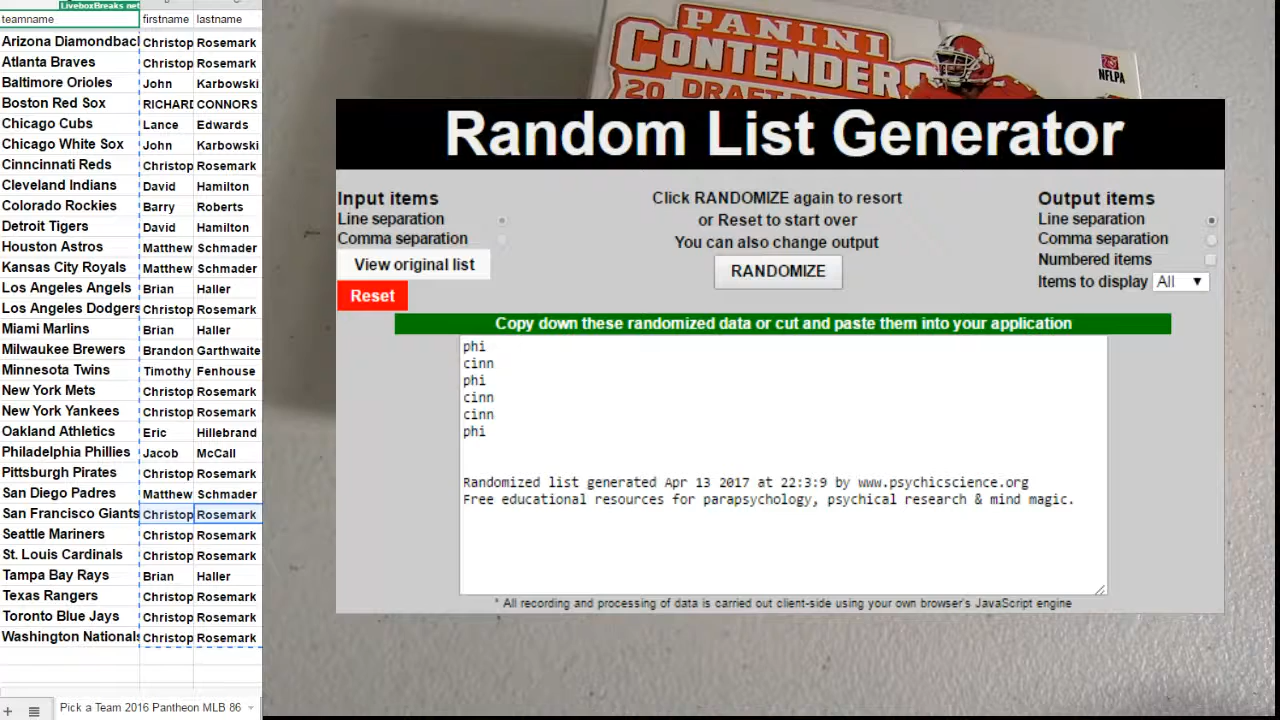 LiveboxBreaks net
teamname firstname lastname
Arizona Diamondbac Christop Rosemark
Atlanta Braves Christop Rosemark
Baltimore Orioles John Karbowski
Boston Red Sox RICHARD CONNORS
Chicago Cubs Lance Edwards
Chicago White Sox John Karbowski
Cinncinnati Reds Christop Rosemark
Cleveland Indians David Hamilton
Colorado Rockies Barry Roberts
Detroit Tigers David Hamilton
Houston Astros Matthew Schmader
Kansas City Royals Matthew Schmader
Los Angeles Angels Brian Haller
Los Angeles Dodgers Christop Rosemark
Miami Marlins Brian Haller
Milwaukee Brewers Brandon Garthwaite
Minnesota Twins Timothy Fenhouse
New York Mets Christop Rosemark
New York Yankees Christop Rosemark
Oakland Athletics Eric Hillebrand
Philadelphia Phillies Jacob McCall
Pittsburgh Pirates Christop Rosemark
San Diego Padres Matthew Schmader
San Francisco Giants Christop Rosemark
Seattle Mariners Christop Rosemark
St. Louis Cardinals Christop Rosemark
Tampa Bay Rays Brian Haller
Texas Rangers Christop Rosemark
Toronto Blue Jays Christop Rosemark
Washington Nationals Christop Rosemark
Pick a Team 2016 Pantheon MLB 86
PANINI
CONTENDERS
20 DRAFT
NFLPA
Random List Generator
Input items
Line separation
Comma separation
View original list
Reset
Click RANDOMIZE again to resort
or Reset to start over
You can also change output
RANDOMIZE
Output items
Line separation
Comma separation
Numbered items
Items to display All
Copy down these randomized data or cut and paste them into your application
phi
cinn
phi
cinn
cinn
phi
Randomized list generated Apr 13 2017 at 22:3:9 by www.psychicscience.org
Free educational resources for parapsychology, psychical research & mind magic.
* All recording and processing of data is carried out client-side using your own browser's JavaScript engine